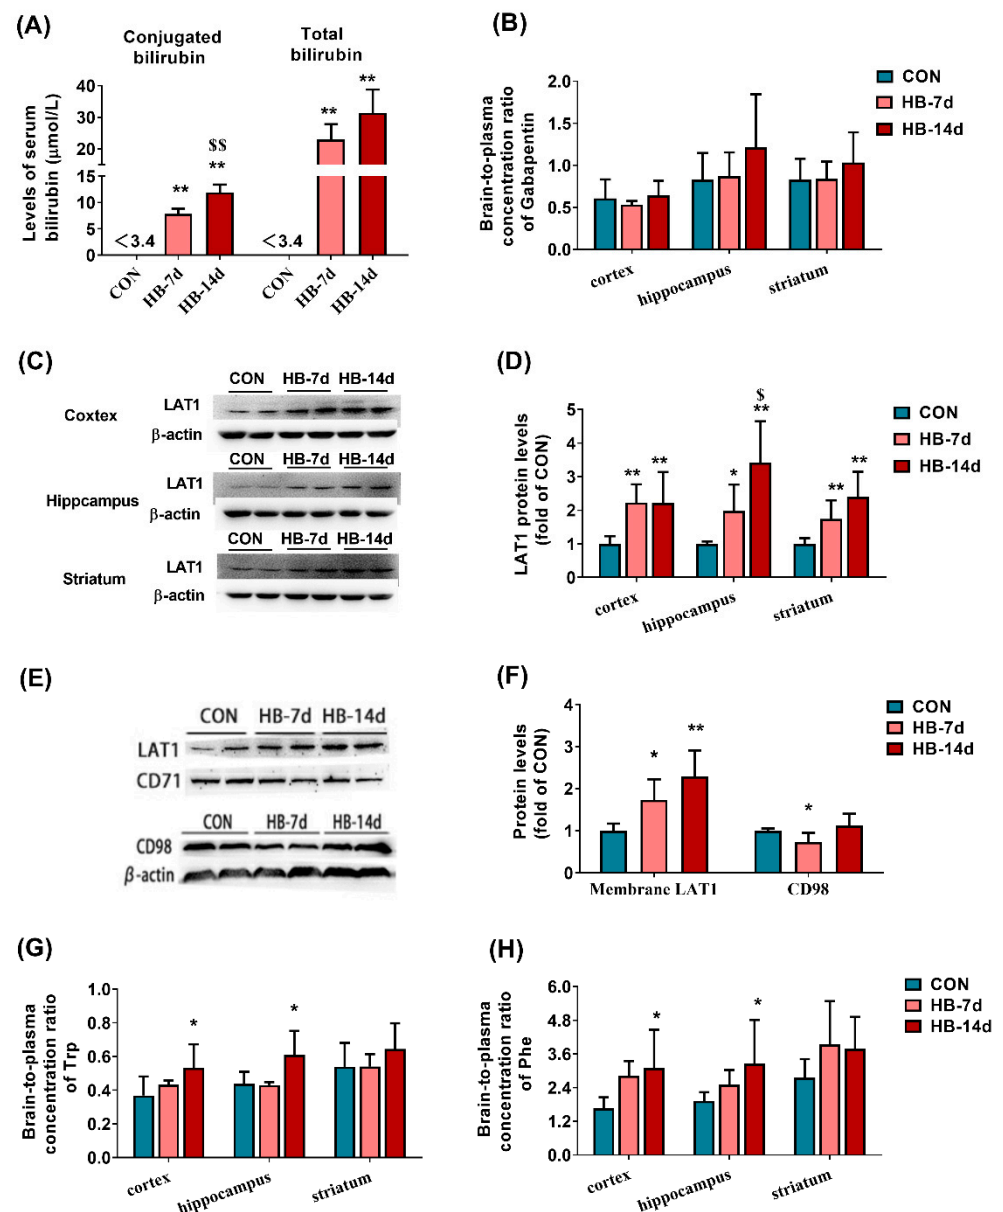 (A)
Conjugated
bilirubin
Total
bilirubin
Levels of serum
bilirubin (μmol/L)
40
30
20
15
10
5
0
**
$$
**
**
**
<3.4
<3.4
CON
HB-7d
HB-14d
CON
HB-7d
HB-14d
(B)
Brain-to-plasma
concentration ratio
of Gabapentin
2.0
1.5
1.0
0.5
0.0
cortex
hippocampus
striatum
CON
HB-7d
HB-14d
(C)
CON HB-7d HB-14d
Coxtex
LAT1
β-actin
CON HB-7d HB-14d
Hippcampus
LAT1
β-actin
CON HB-7d HB-14d
Striatum
LAT1
β-actin
(D)
LAT1 protein levels
(fold of CON)
5
4
3
2
1
0
** **
*
$
**
**
**
cortex
hippocampus
striatum
CON
HB-7d
HB-14d
(E)
CON HB-7d HB-14d
LAT1
CD71
CON HB-7d HB-14d
CD98
β-actin
(F)
Protein levels
(fold of CON)
4
3
2
1
0
*
**
*
Membrane LAT1
CD98
CON
HB-7d
HB-14d
(G)
Brain-to-plasma
concentration ratio
of Trp
1.0
0.8
0.6
0.4
0.2
0.0
*
*
cortex
hippocampus
striatum
(H)
Brain-to-plasma
concentration ratio
of Phe
6.0
4.8
3.6
2.4
1.2
0.0
*
*
cortex
hippocampus
striatum
CON
HB-7d
HB-14d